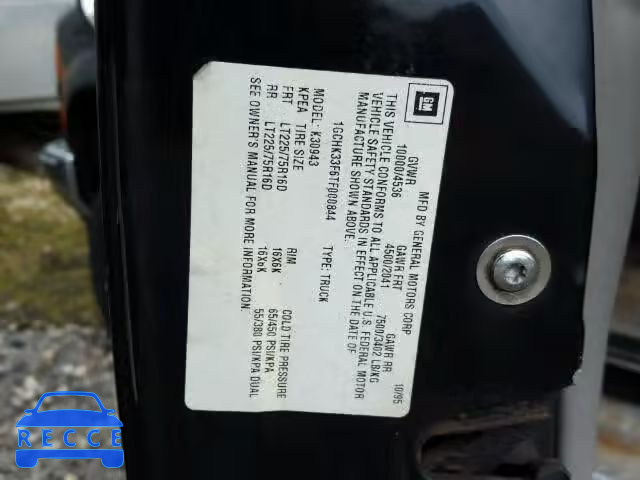 GM
MFD BY GENERAL MOTORS CORP 10/95
GVWR GAWR FRT GAWR RR
10000/4536 4500/2041 7500/3402 LB/KG
THIS VEHICLE CONFORMS TO ALL APPLICABLE U.S. FEDERAL MOTOR
VEHICLE SAFETY STANDARDS IN EFFECT ON THE DATE OF
MANUFACTURE SHOWN ABOVE.
1GCHK33F6TF000844 TYPE: TRUCK
MODEL: K30943
KPEA TIRE SIZE RIM COLD TIRE PRESSURE
FRT LT225/75R16D 16X6K 65/450 PSI/KPA
RR LT225/75R16D 16X6K 55/380 PSI/KPA DUAL
SEE OWNER'S MANUAL FOR MORE INFORMATION.
RECCE.COM